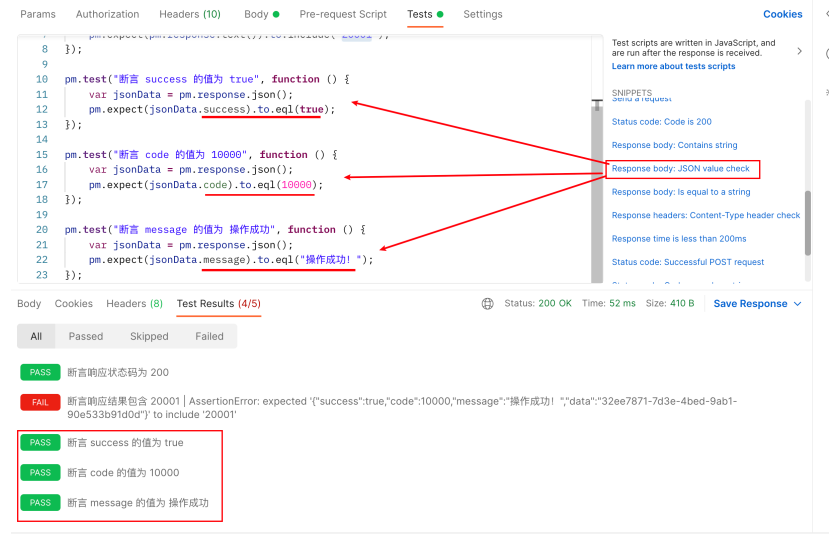 Params Authorization Headers (10) Body Pre-request Script Tests Settings Cookies
7 pm.expect(pm.response.text()).to.include("20001");
8 });
9
10 pm.test("断言 success 的值为 true", function () {
11 var jsonData = pm.response.json();
12 pm.expect(jsonData.success).to.eql(true);
13 });
14
15 pm.test("断言 code 的值为 10000", function () {
16 var jsonData = pm.response.json();
17 pm.expect(jsonData.code).to.eql(10000);
18 });
19
20 pm.test("断言 message 的值为 操作成功", function () {
21 var jsonData = pm.response.json();
22 pm.expect(jsonData.message).to.eql("操作成功！");
23 });
Test scripts are written in JavaScript, and
are run after the response is received.
Learn more about tests scripts
SNIPPETS
Send a request
Status code: Code is 200
Response body: Contains string
Response body: JSON value check
Response body: Is equal to a string
Response headers: Content-Type header check
Response time is less than 200ms
Status code: Successful POST request
Body Cookies Headers (8) Test Results (4/5) Status: 200 OK Time: 52 ms Size: 410 B Save Response
All Passed Skipped Failed
PASS 断言响应状态码为 200
FAIL 断言响应结果包含 20001 | AssertionError: expected '{"success":true,"code":10000,"message":"操作成功！","data":"32ee7871-7d3e-4bed-9ab1-
90e533b91d0d"}' to include '20001'
PASS 断言 success 的值为 true
PASS 断言 code 的值为 10000
PASS 断言 message 的值为 操作成功